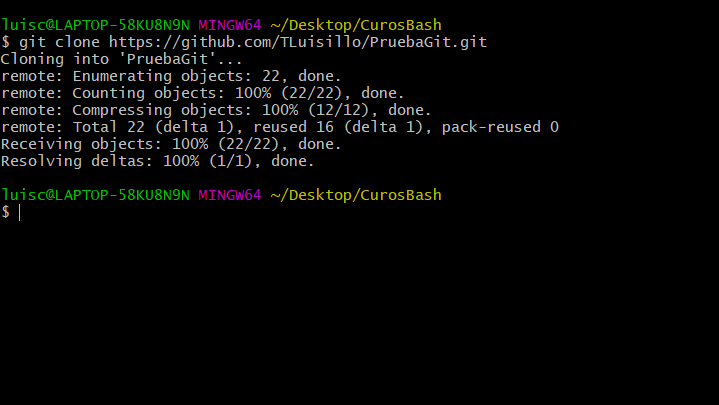 luisc@LAPTOP-58KU8N9N MINGW64 ~/Desktop/CurosBash
$ git clone https://github.com/TLuisillo/PruebaGit.git
Cloning into 'PruebaGit'...
remote: Enumerating objects: 22, done.
remote: Counting objects: 100% (22/22), done.
remote: Compressing objects: 100% (12/12), done.
remote: Total 22 (delta 1), reused 16 (delta 1), pack-reused 0
Receiving objects: 100% (22/22), done.
Resolving deltas: 100% (1/1), done.
luisc@LAPTOP-58KU8N9N MINGW64 ~/Desktop/CurosBash
$